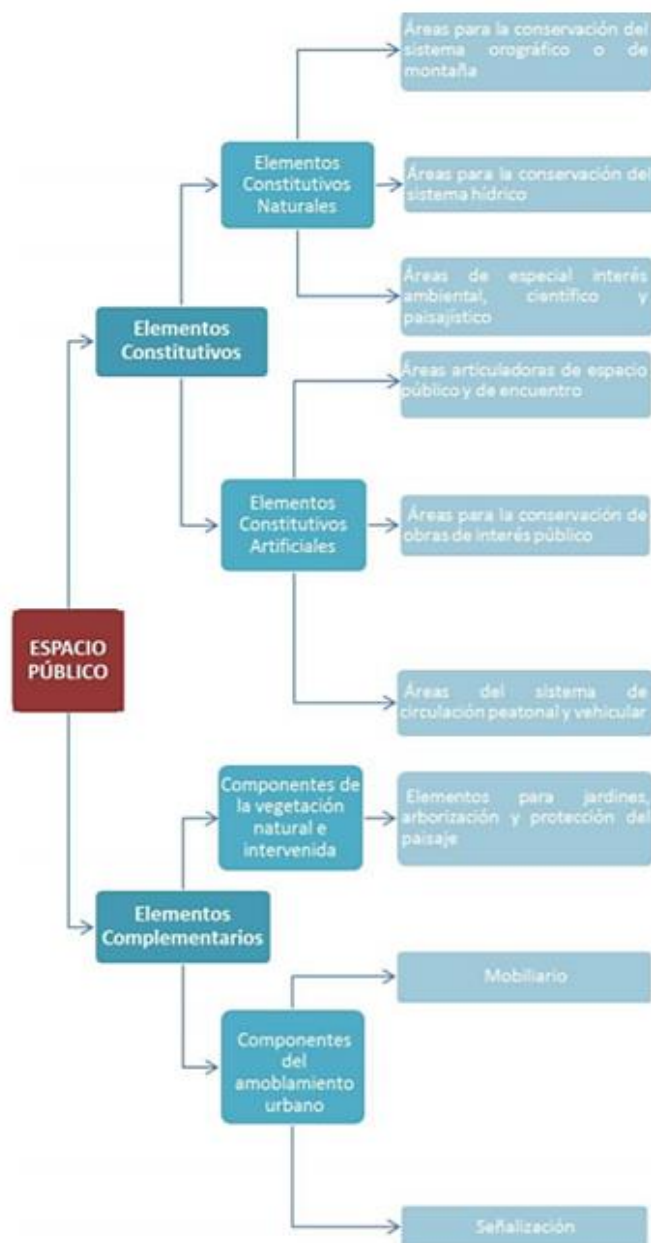 Áreas para la conservación del
sistema orográfico o de
montaña
Elementos
Constitutivos
Naturales
Áreas para la conservación del
sistema hídrico
Áreas de especial interés
ambiental, científico y
paisajístico
Elementos
Constitutivos
Áreas articuladoras de espacio
público y de encuentro
Elementos
Constitutivos
Artificiales
Áreas para la conservación de
obras de interés público
ESPACIO
PÚBLICO
Áreas del sistema de
circulación peatonal y vehicular
Componentes de
la vegetación
natural e
intervenida
Elementos para jardines,
arborización y protección del
paisaje
Elementos
Complementarios
Mobiliario
Componentes
del
amoblamiento
urbano
Señalización